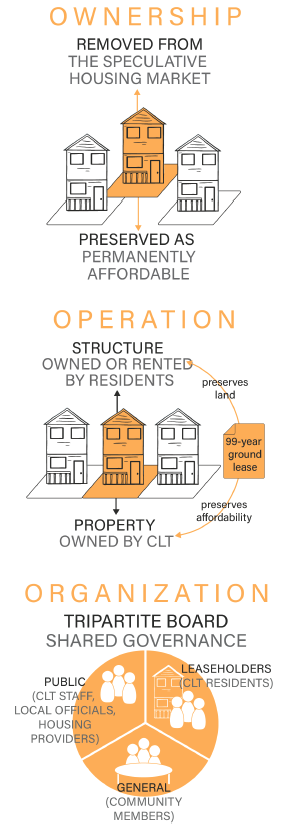 OWNERSHIP
REMOVED FROM
THE SPECULATIVE
HOUSING MARKET
PRESERVED AS
PERMANENTLY
AFFORDABLE
OPERATION
STRUCTURE
OWNED OR RENTED
BY RESIDENTS
preserves
land
99-year
ground
lease
preserves
affordability
PROPERTY
OWNED BY CLT
ORGANIZATION
TRIPARTITE BOARD
SHARED GOVERNANCE
PUBLIC
(CLT STAFF,
LOCAL OFFICIALS,
HOUSING
PROVIDERS)
LEASEHOLDERS
(CLT RESIDENTS)
GENERAL
(COMMUNITY
MEMBERS)